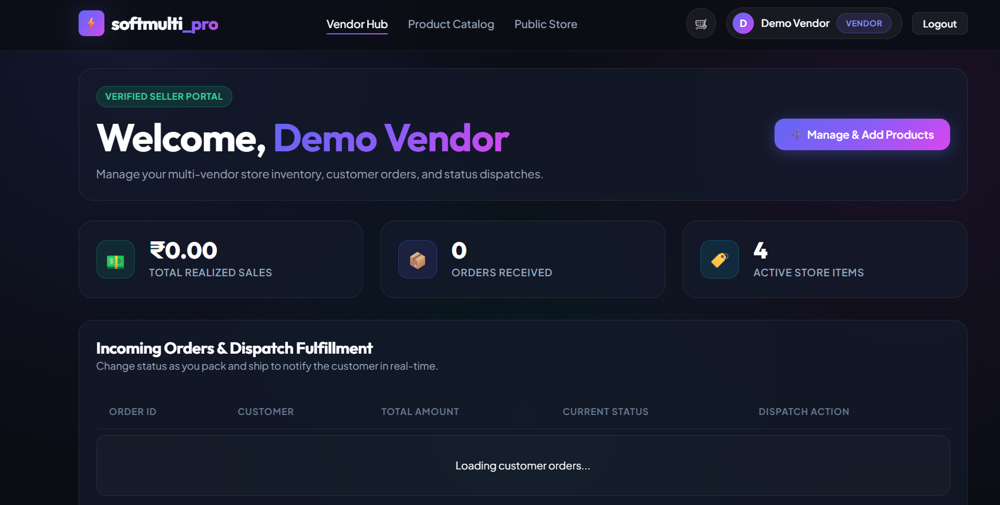 softmulti_pro
Vendor Hub
Product Catalog
Public Store
D
Demo Vendor
VENDOR
Logout
VERIFIED SELLER PORTAL
Welcome, Demo Vendor
Manage your multi-vendor store inventory, customer orders, and status dispatches.
➕ Manage & Add Products
₹0.00
TOTAL REALIZED SALES
0
ORDERS RECEIVED
4
ACTIVE STORE ITEMS
Incoming Orders & Dispatch Fulfillment
Change status as you pack and ship to notify the customer in real-time.
ORDER ID
CUSTOMER
TOTAL AMOUNT
CURRENT STATUS
DISPATCH ACTION
Loading customer orders...